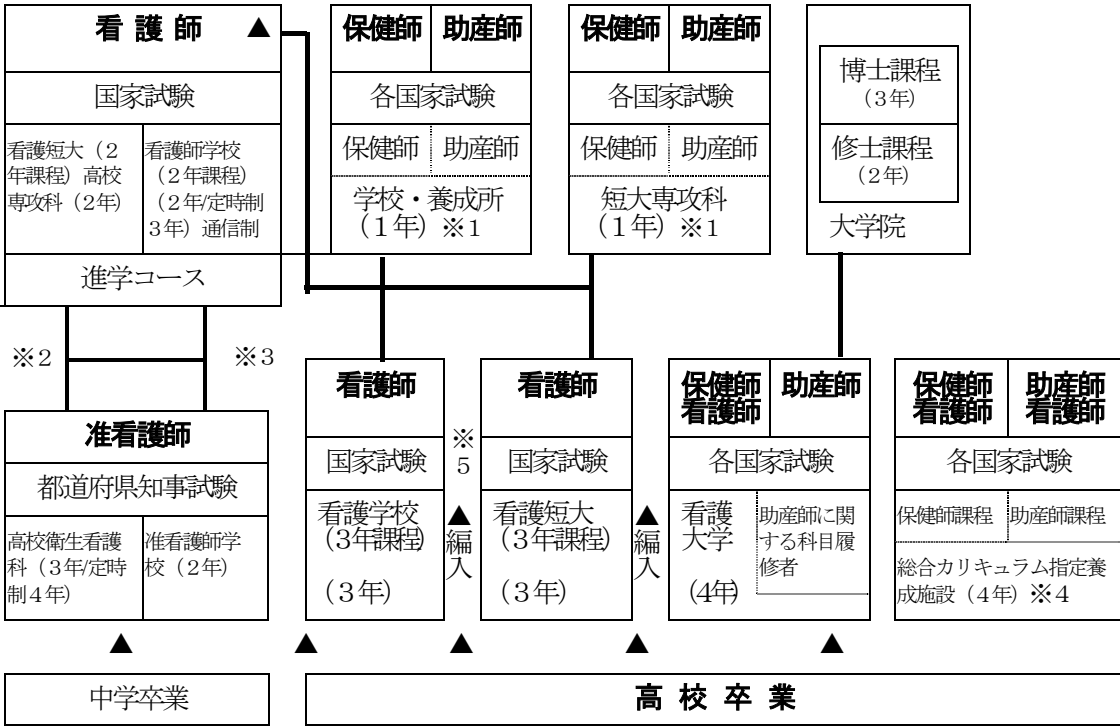 看 護 師 ▲
国家試験
看護短大（２
年課程）高校
専攻科（２年）
看護師学校
（２年課程）
（２年/定時制
３年）通信制
進学コース
保健師 助産師
各国家試験
保健師 助産師
学校・養成所
（１年）※１
保健師 助産師
各国家試験
保健師 助産師
短大専攻科
（１年）※１
博士課程
（３年）
修士課程
（２年）
大学院
※２
※３
准看護師
都道府県知事試験
高校衛生看護
科（３年/定時
制４年）
准看護師学
校（２年）
看護師
国家試験
看護学校
（３年課程）
（３年）
※
５
▲
編
入
看護師
国家試験
看護短大
（３年課程）
（３年）
▲
編
入
保健師
看護師
助産師
各国家試験
看護
大学
（４年）
助産師に関
する科目履
修者
保健師
看護師
助産師
看護師
各国家試験
保健師課程 助産師課程
総合カリキュラム指定養
成施設（４年）※４
▲ ▲ ▲ ▲ ▲
中学卒業
高 校 卒 業